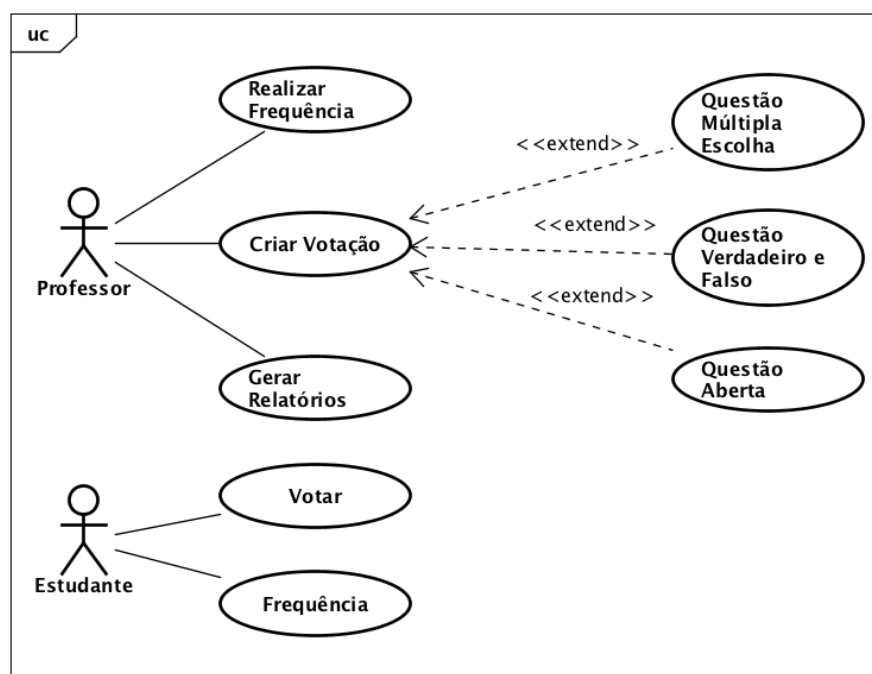 uc
Realizar
Frequência
Questão
Múltipla
Escolha
<<extend>>
Professor
Criar Votação
<<extend>>
Questão
Verdadeiro e
Falso
<<extend>>
Gerar
Relatórios
Questão
Aberta
Votar
Estudante
Frequência